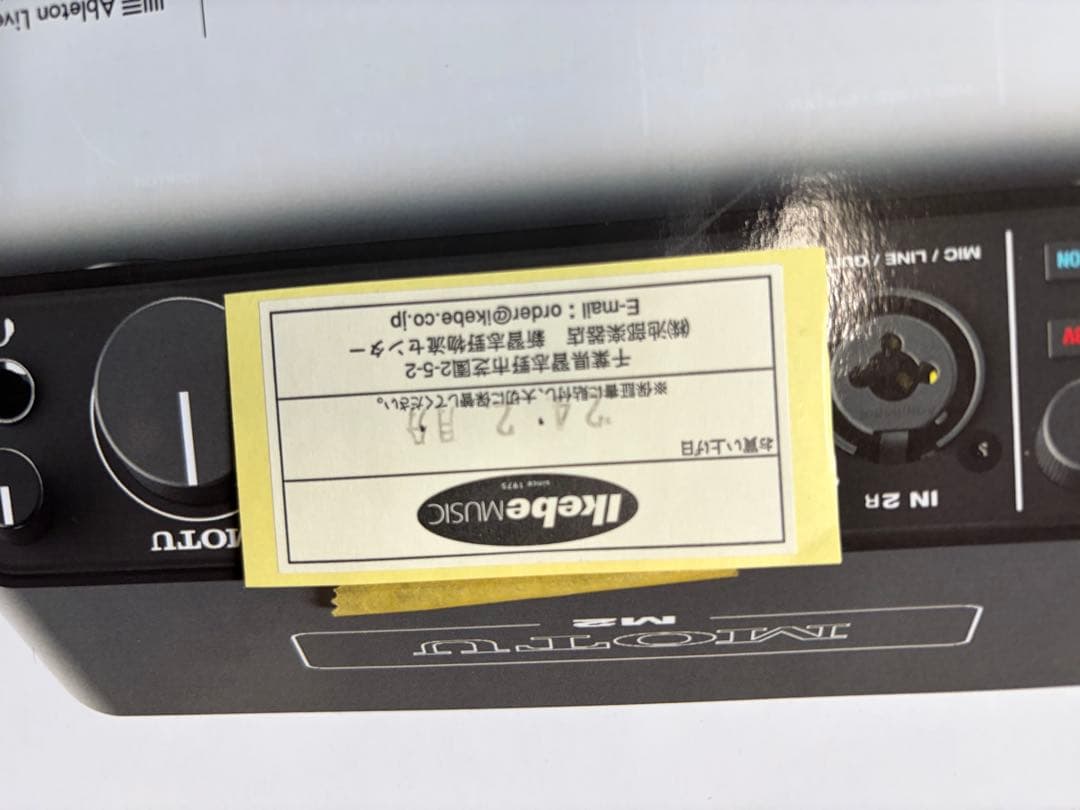 Ikebe MUSIC
since 1975
お買い上げ日
'24. 2月分
※保証書に貼付し、大切に保管してください。
千葉県習志野市芝園2-5-2
㈱池部楽器店 新習志野物流センター
E-mail：order@ikebe.co.jp
MOTU
M2
IN 2R
MIC / LINE / GUI
MOTU
S
ON
Ableton Live